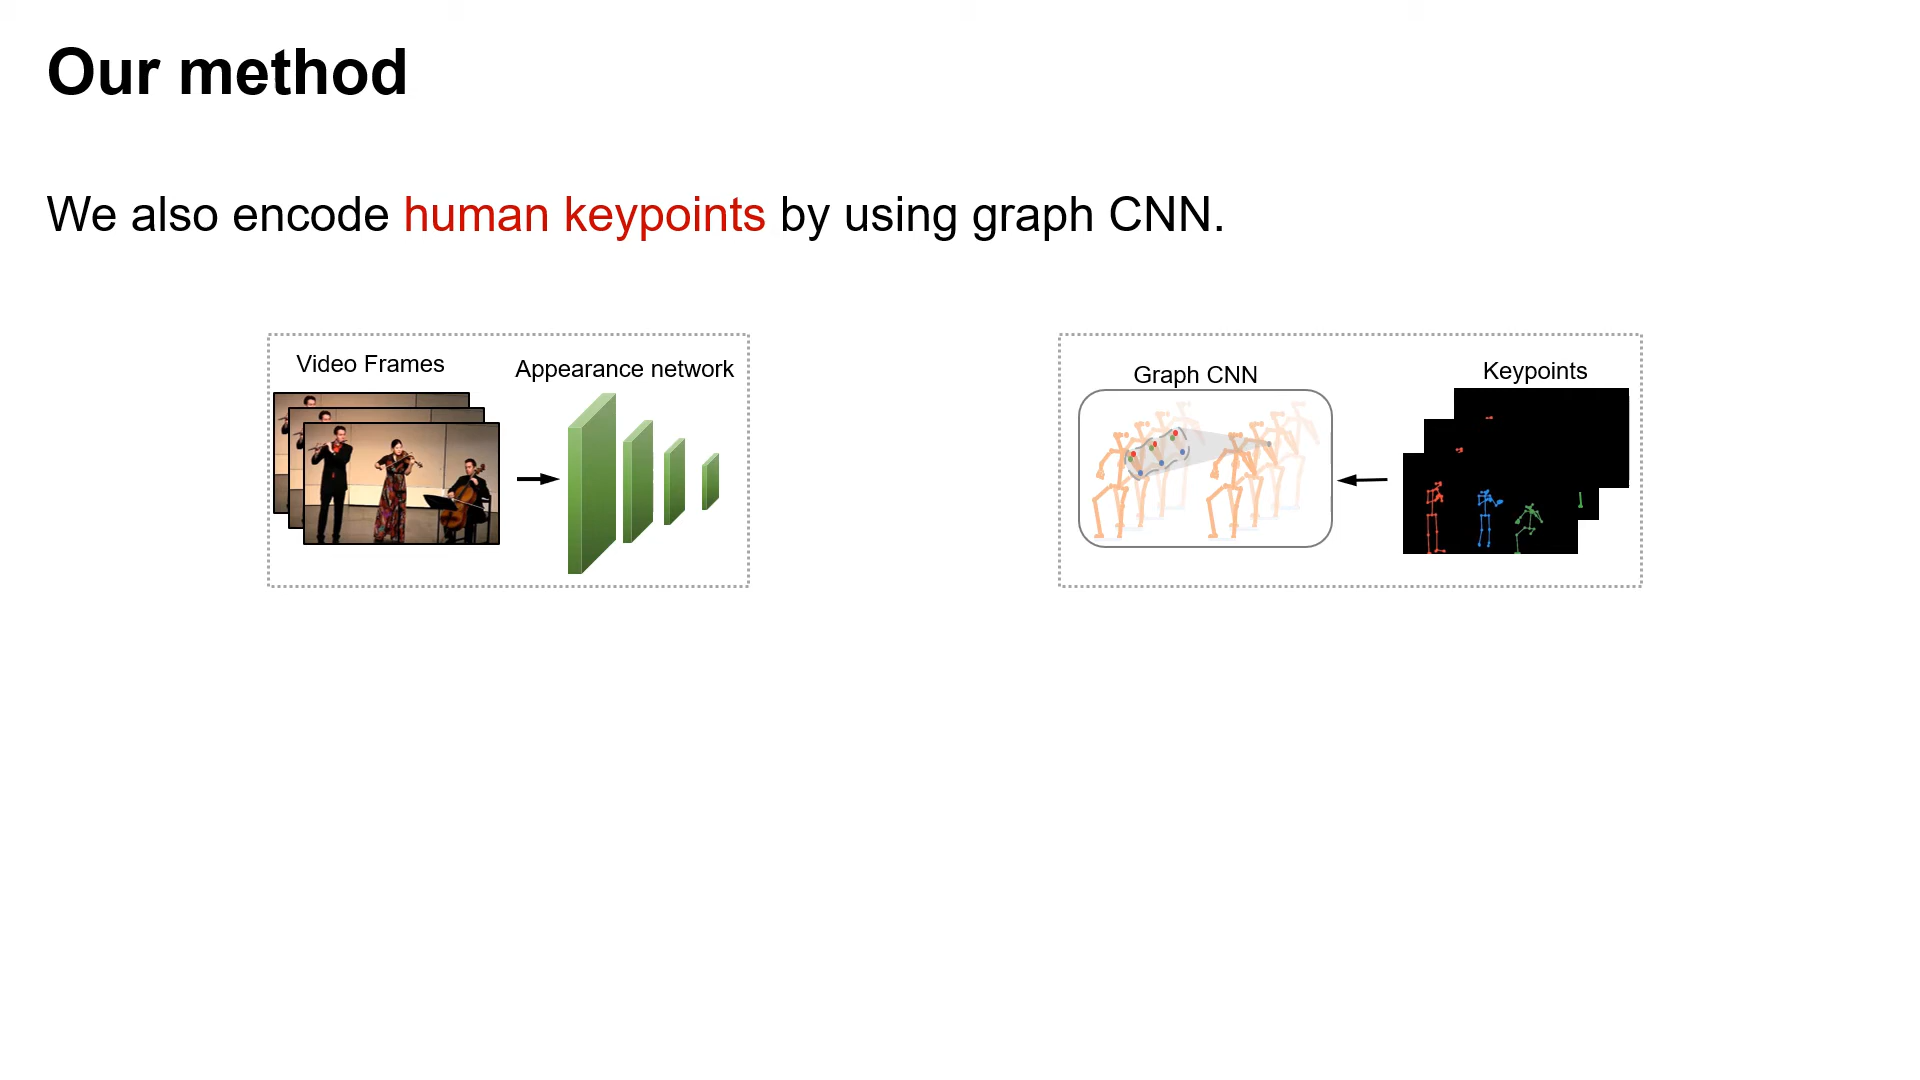 Our method
We also encode human keypoints by using graph CNN.
Video Frames
Appearance network
Graph CNN
Keypoints